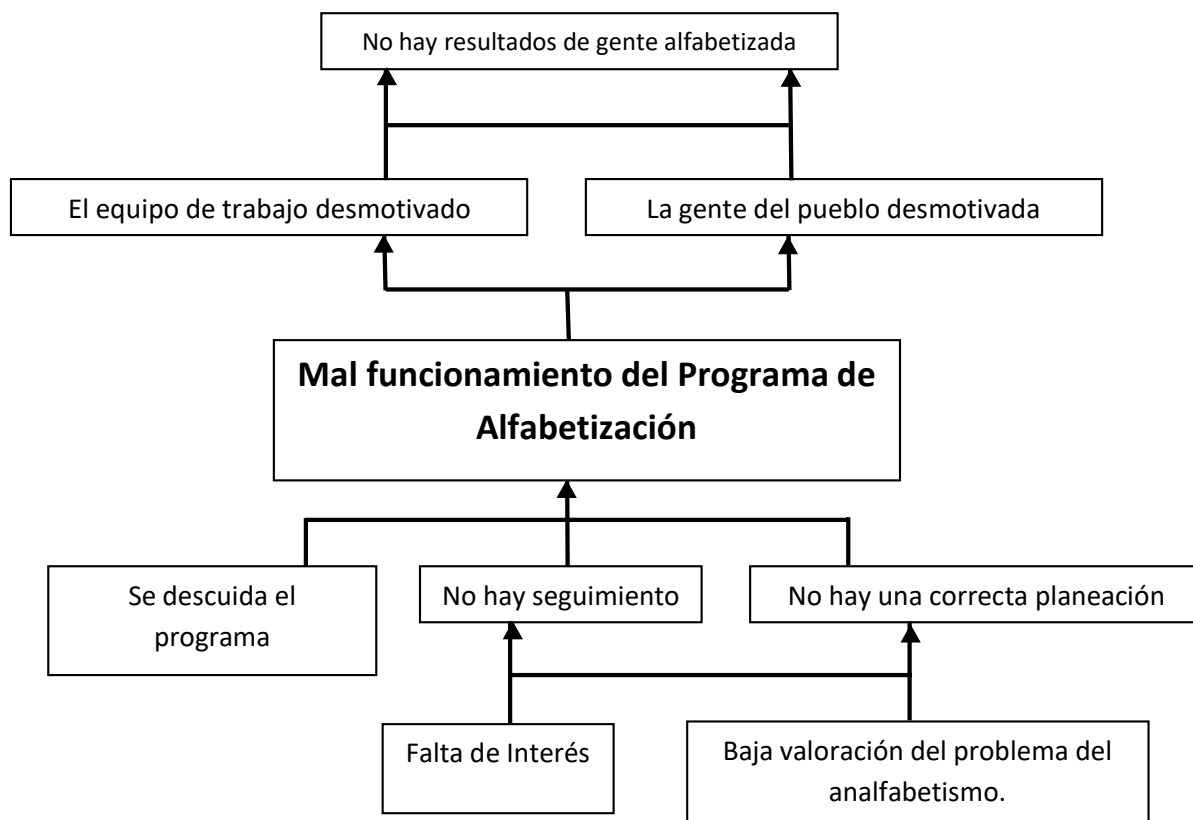 No hay resultados de gente alfabetizada
El equipo de trabajo desmotivado
La gente del pueblo desmotivada
Mal funcionamiento del Programa de
Alfabetización
Se descuida el
programa
No hay seguimiento
No hay una correcta planeación
Falta de Interés
Baja valoración del problema del
analfabetismo.